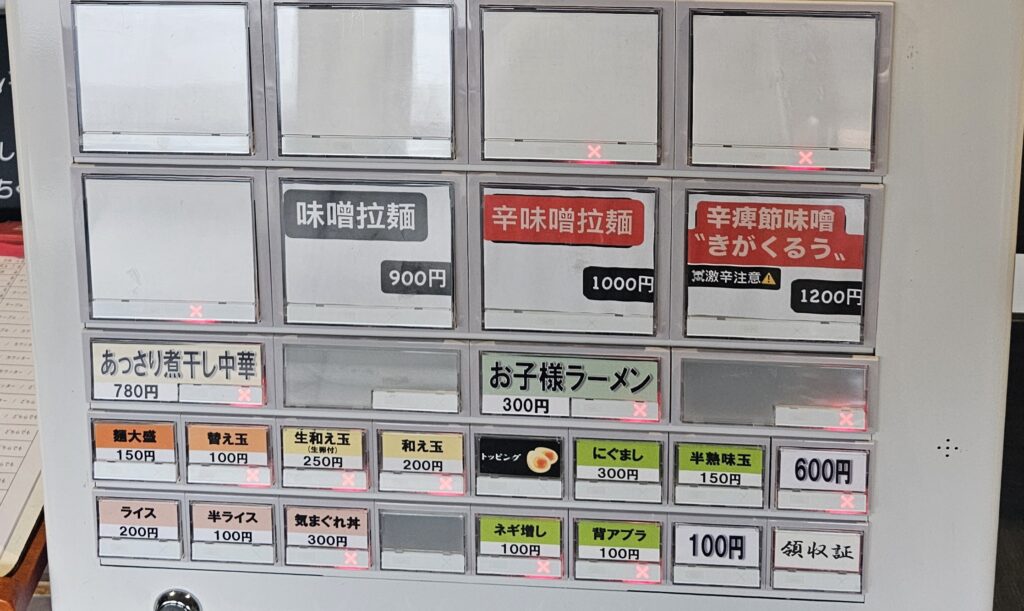 味噌拉麺
900円
辛味噌拉麺
1000円
辛痺節味噌
〝きがくるう〟
☠激辛注意⚠
1200円
あっさり煮干し中華
780円
お子様ラーメン
300円
麺大盛
150円
替え玉
100円
生和え玉
(生卵付)
250円
和え玉
200円
トッピング
にぐまし
300円
半熟味玉
150円
600円
ライス
200円
半ライス
100円
気まぐれ丼
300円
ネギ増し
100円
背アブラ
100円
100円
領収証
し
ち